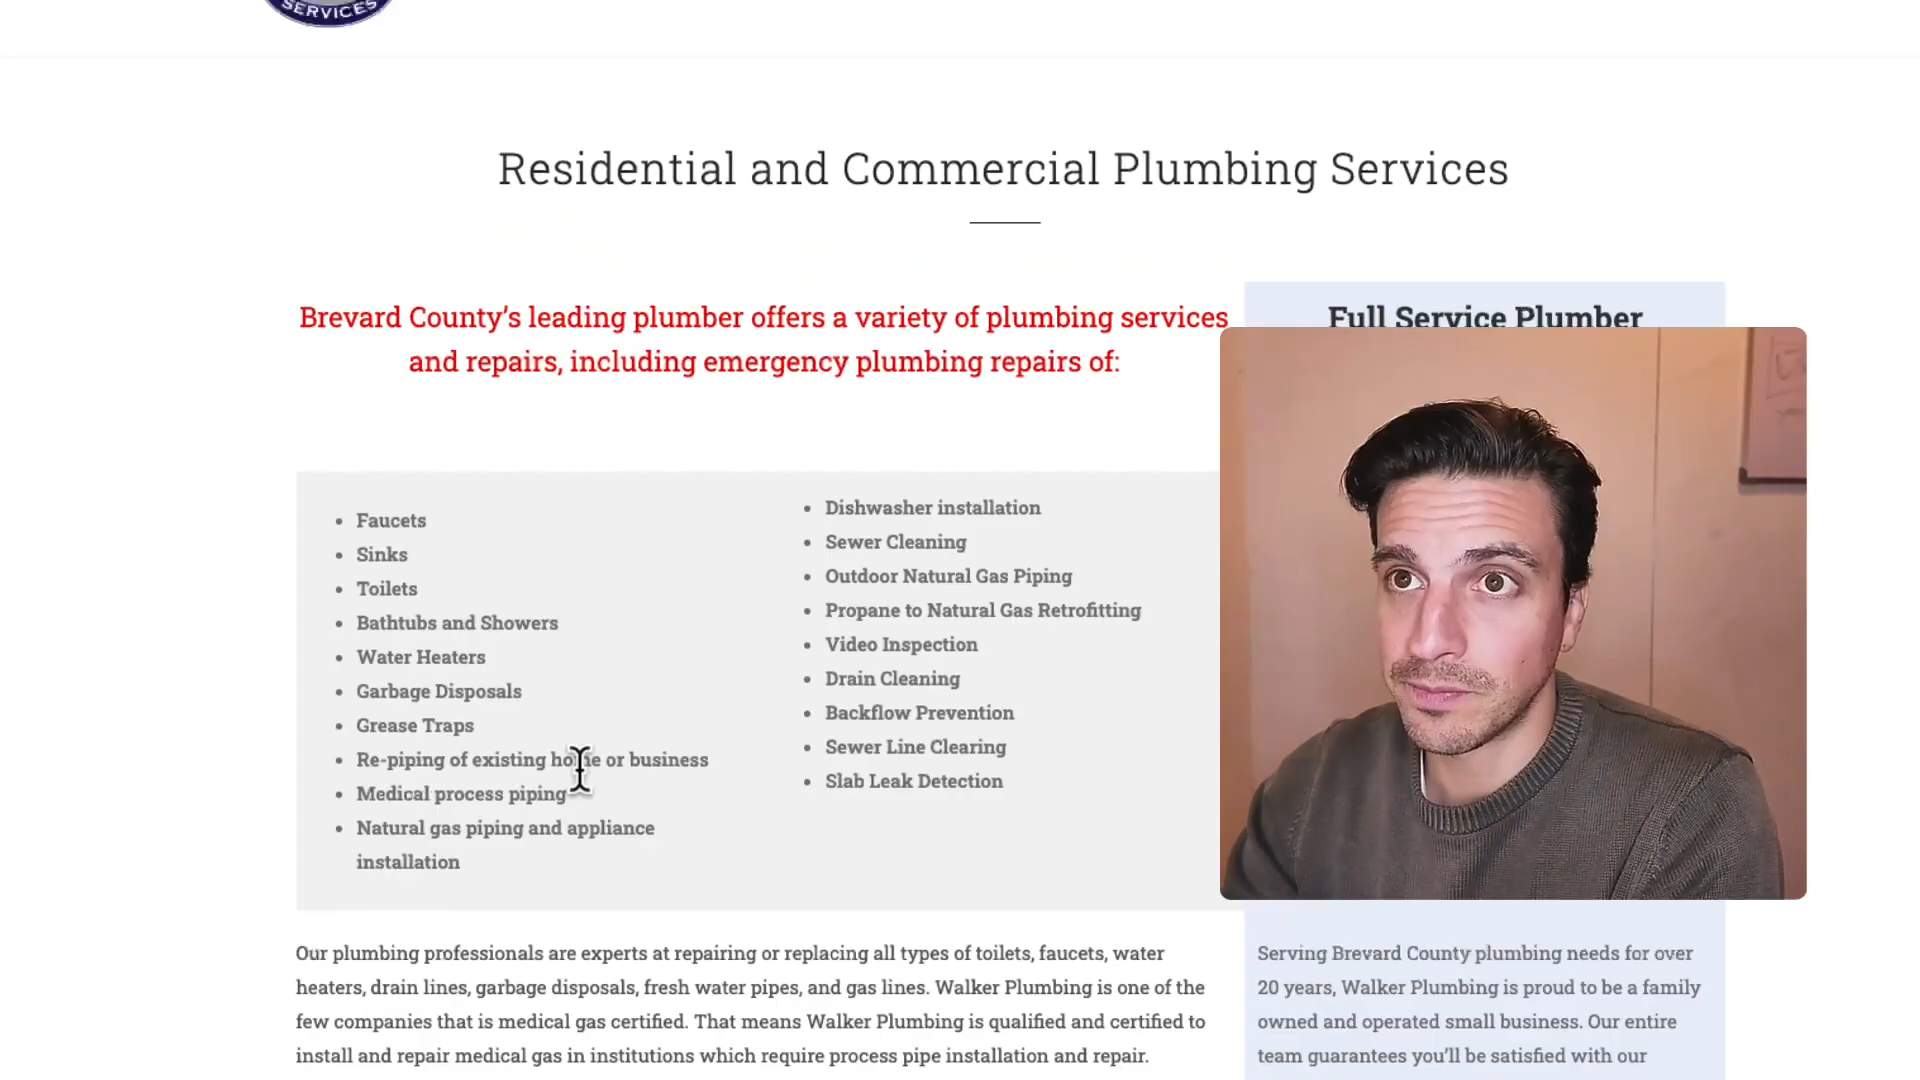 SERVICES
Residential and Commercial Plumbing Services
Brevard County’s leading plumber offers a variety of plumbing services
and repairs, including emergency plumbing repairs of:
Full Service Plumber
Faucets
Sinks
Toilets
Bathtubs and Showers
Water Heaters
Garbage Disposals
Grease Traps
Re-piping of existing home or business
Medical process piping
Natural gas piping and appliance
installation
Dishwasher installation
Sewer Cleaning
Outdoor Natural Gas Piping
Propane to Natural Gas Retrofitting
Video Inspection
Drain Cleaning
Backflow Prevention
Sewer Line Clearing
Slab Leak Detection
Our plumbing professionals are experts at repairing or replacing all types of toilets, faucets, water
heaters, drain lines, garbage disposals, fresh water pipes, and gas lines. Walker Plumbing is one of the
few companies that is medical gas certified. That means Walker Plumbing is qualified and certified to
install and repair medical gas in institutions which require process pipe installation and repair.
Serving Brevard County plumbing needs for over
20 years, Walker Plumbing is proud to be a family
owned and operated small business. Our entire
team guarantees you’ll be satisfied with our